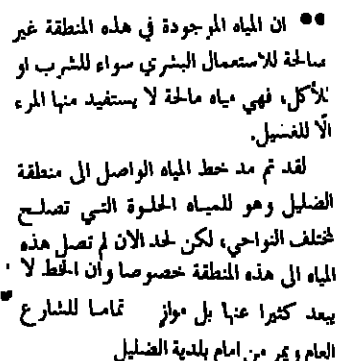 ان المياه الموجودة في هذه المنطقة غير
صالحة للاستعمال البشري سواء للشرب او
للأكل، فهي مياه مالحة لا يستفيد منها المرء
الّا للغسيل.
لقد تم مد خط المياه الواصل الى منطقة
الضليل وهو للمياه الحلوة التي تصلح
لمختلف النواحي، لكن لحد الان لم تصل هذه
المياه الى هذه المنطقة خصوصا وان الخط لا
يبعد كثيرا عنها بل مواز تماما للشارع
العام ويمر من امام بلدية الضليل